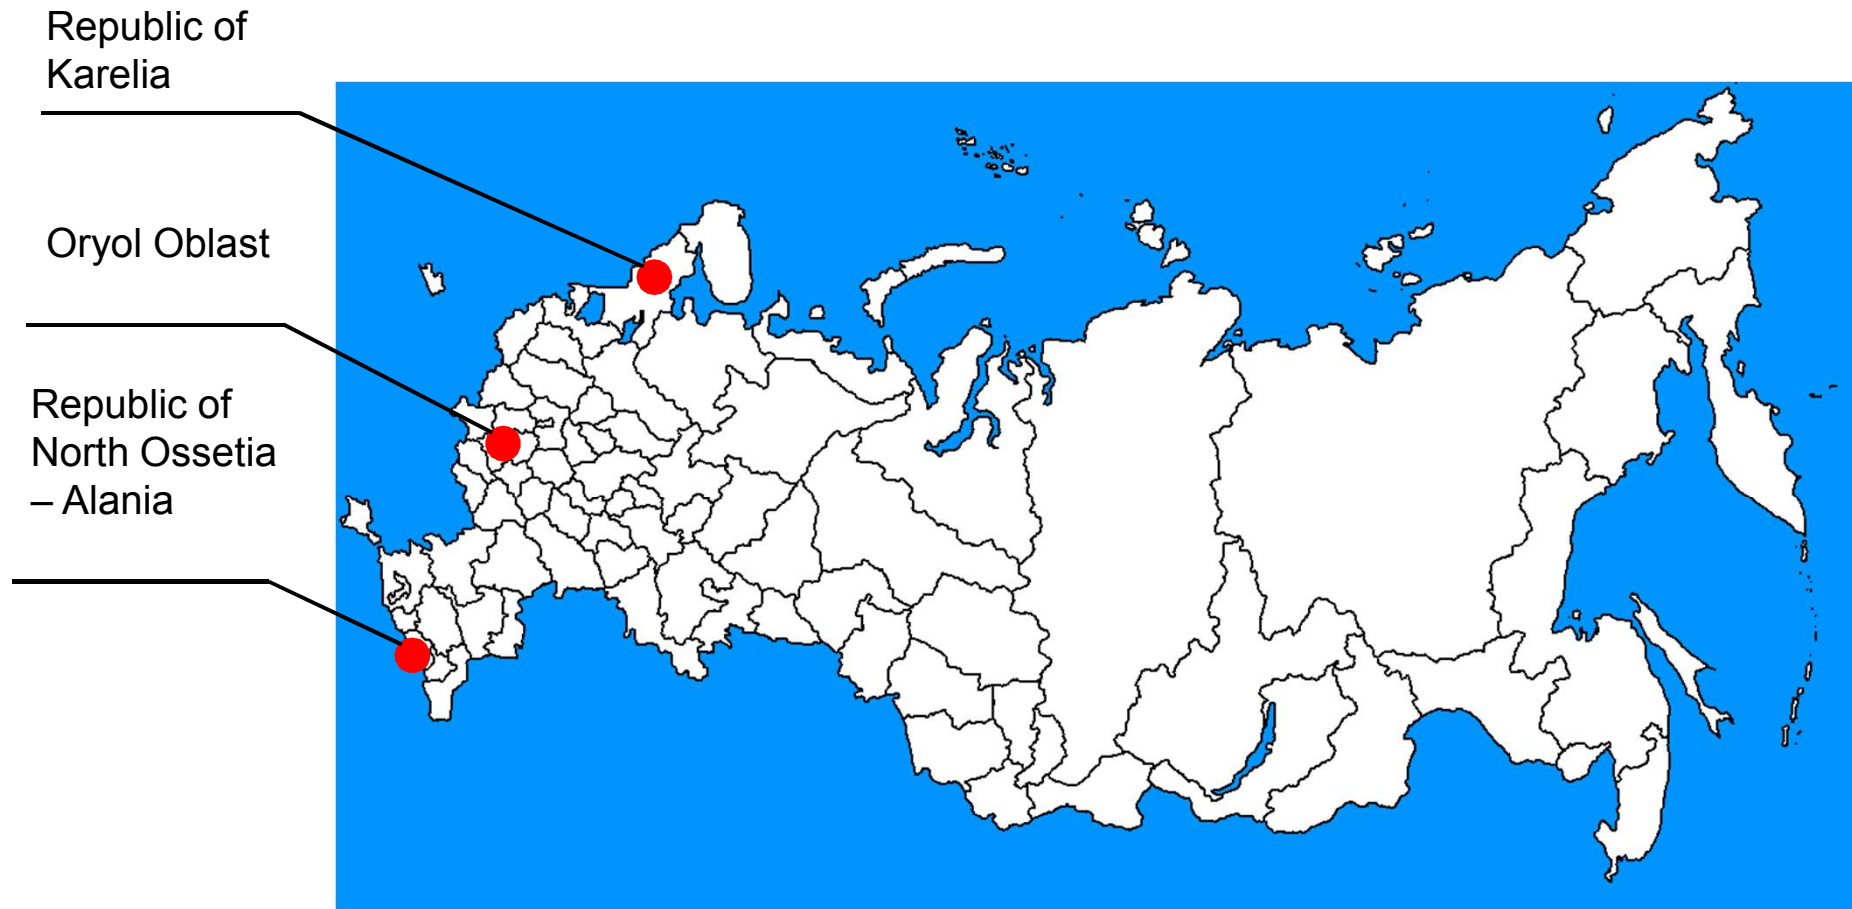 Republic of
Karelia
Oryol Oblast
Republic of
North Ossetia
– Alania